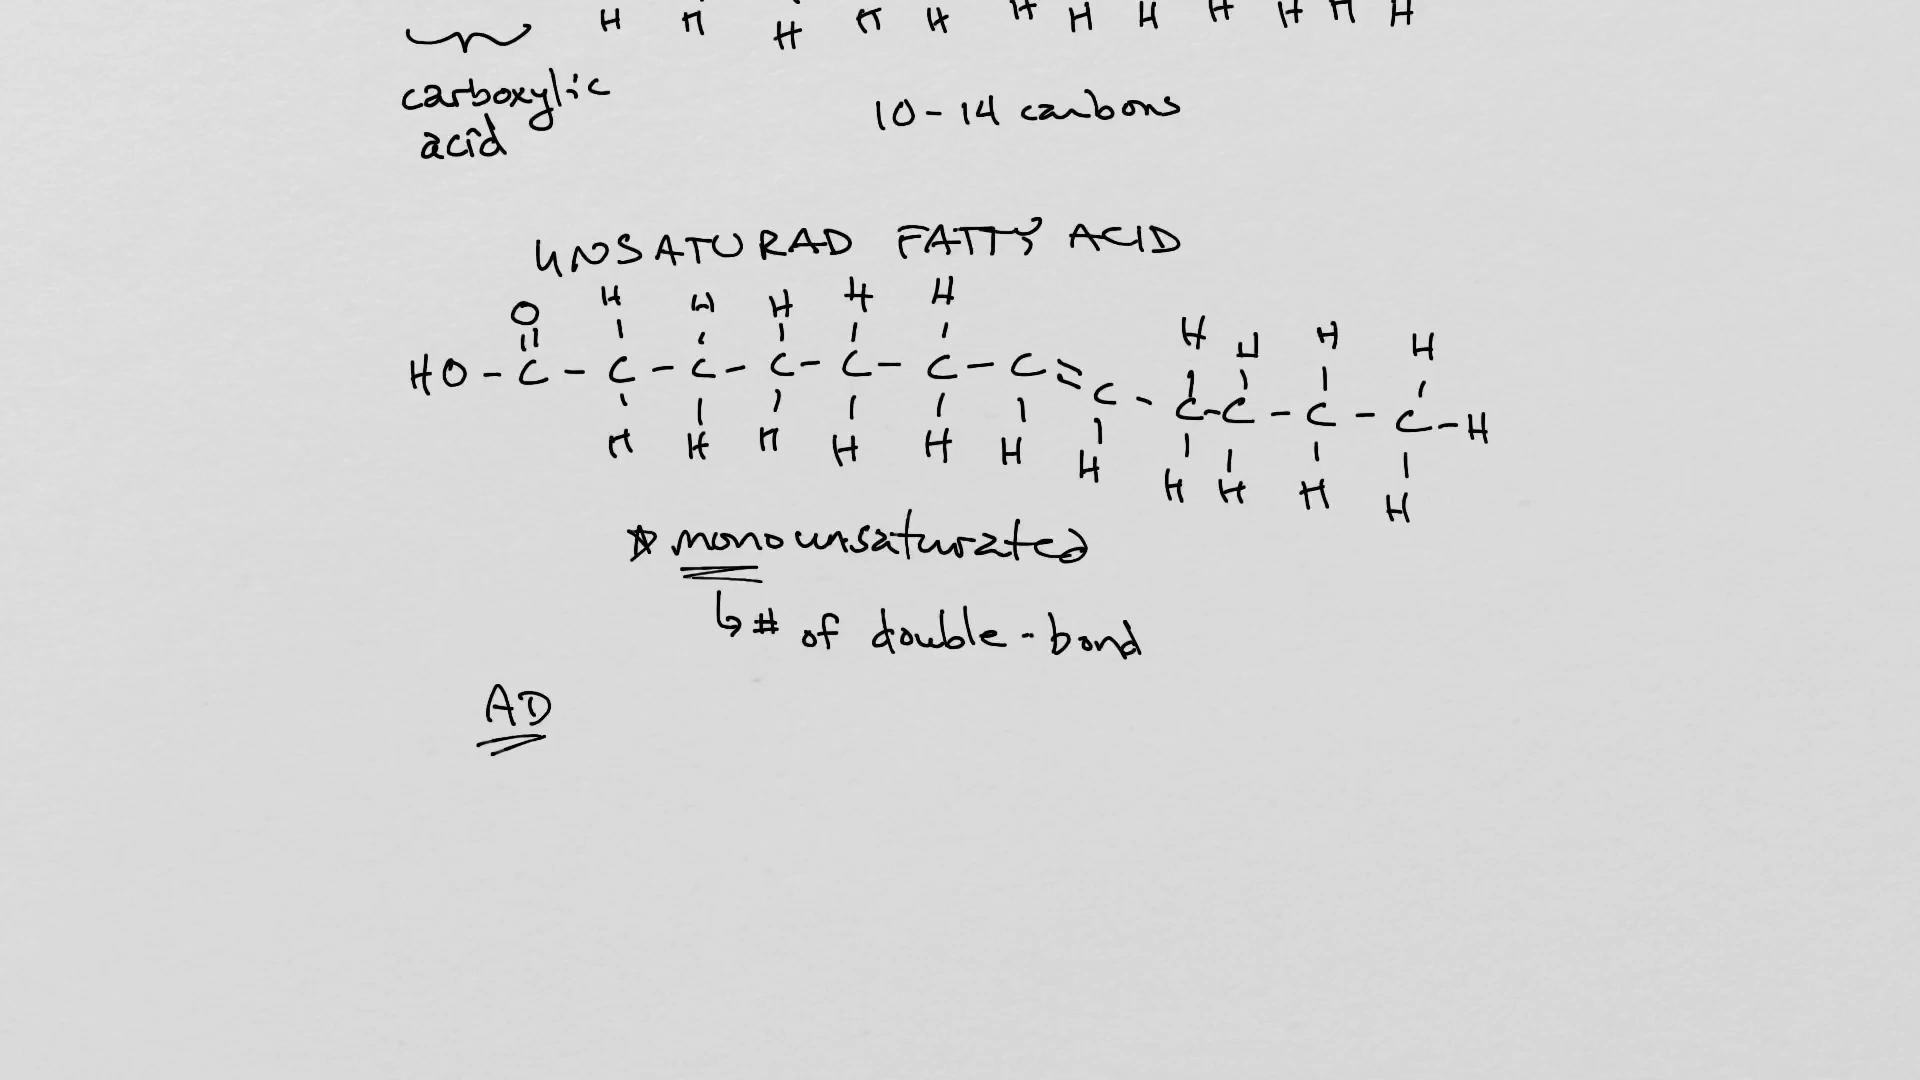 H H H H H H H H H H H H
carboxylic
acid
10-14 carbons
UNSATURAD FATTY ACID
O H H H H H H H H H
HO - C - C - C - C - C - C - C = C - C - C - C - C - H
H H H H H H H H H H H
* monounsaturated
↳ # of double-bond
AD